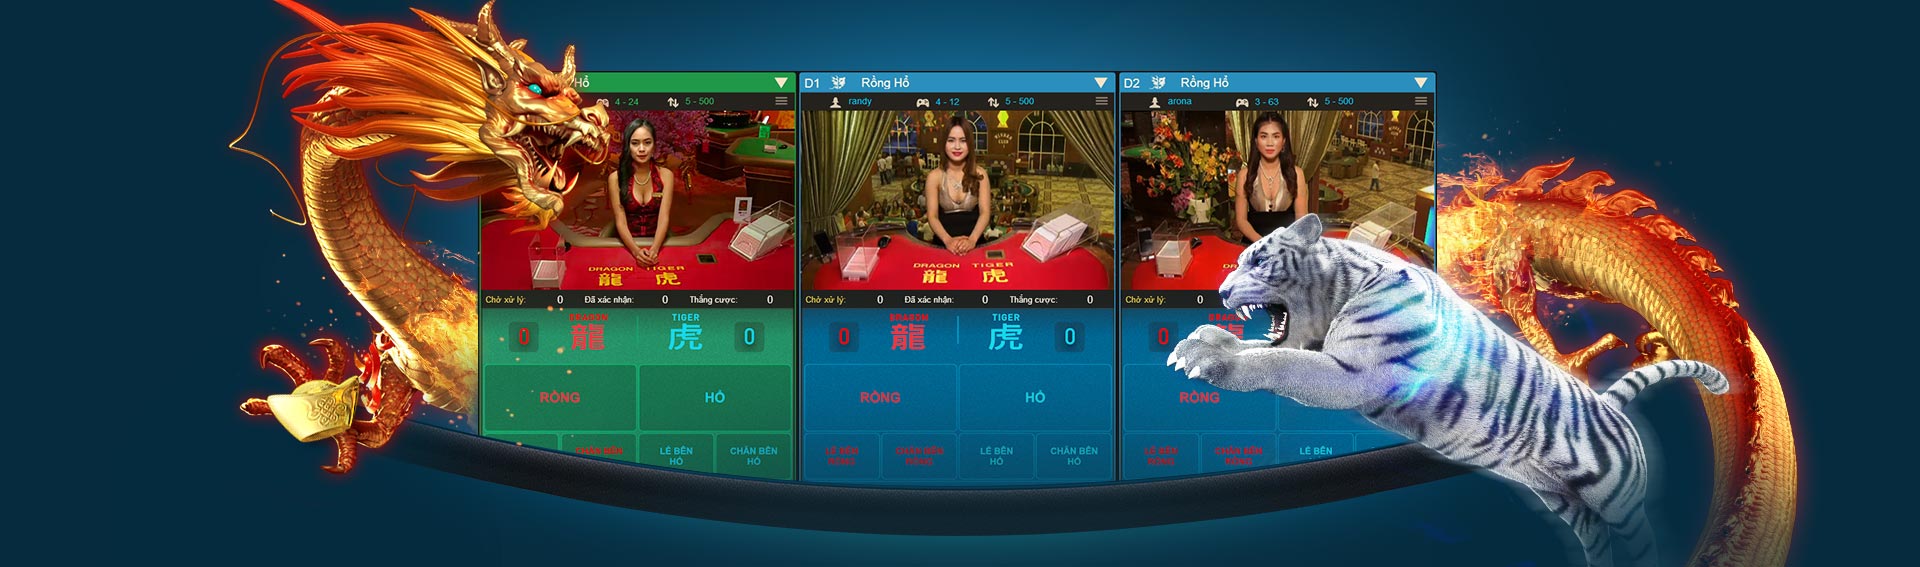 Hổ
4 - 24 5 - 500
DRAGON TIGER
龍 虎
Chờ xử lý: 0 Đã xác nhận: 0 Thắng cược: 0
DRAGON TIGER
0 龍 虎 0
RỒNG HỔ
CHẴN BÊN
LẺ BÊN HỔ
CHẴN BÊN HỔ
D1 Rồng Hổ
randy 4 - 12 5 - 500
DRAGON TIGER
龍 虎
Chờ xử lý: 0 Đã xác nhận: 0 Thắng cược: 0
DRAGON TIGER
0 龍 虎 0
RỒNG HỔ
LẺ BÊN RỒNG
CHẴN BÊN RỒNG
LẺ BÊN HỔ
CHẴN BÊN HỔ
D2 Rồng Hổ
arona 3 - 63 5 - 500
DRAGON
龍
Chờ xử lý: 0
0
RỒNG
LẺ BÊN RỒNG
CHẴN BÊN RỒNG
LẺ BÊN